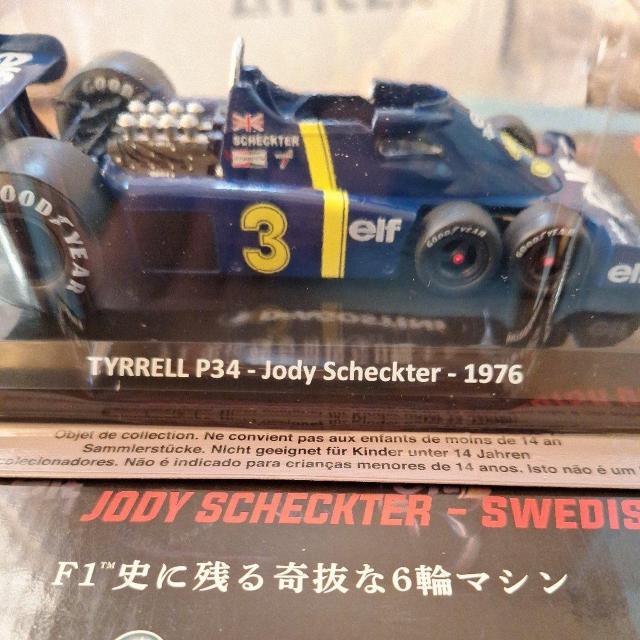 GOODYEAR
SCHECKTER
3
elf
GOODYEAR
GOODYEAR
elf
TYRRELL P34 - Jody Scheckter - 1976
Objet de collection. Ne convient pas aux enfants de moins de 14 an
Sammlerstücke. Nicht geeignet für Kinder unter 14 Jahren
colecionadores. Não é indicado para crianças menores de 14 anos. Isto não é um
JODY SCHECKTER - SWEDIS
F1™史に残る奇抜な6輪マシン